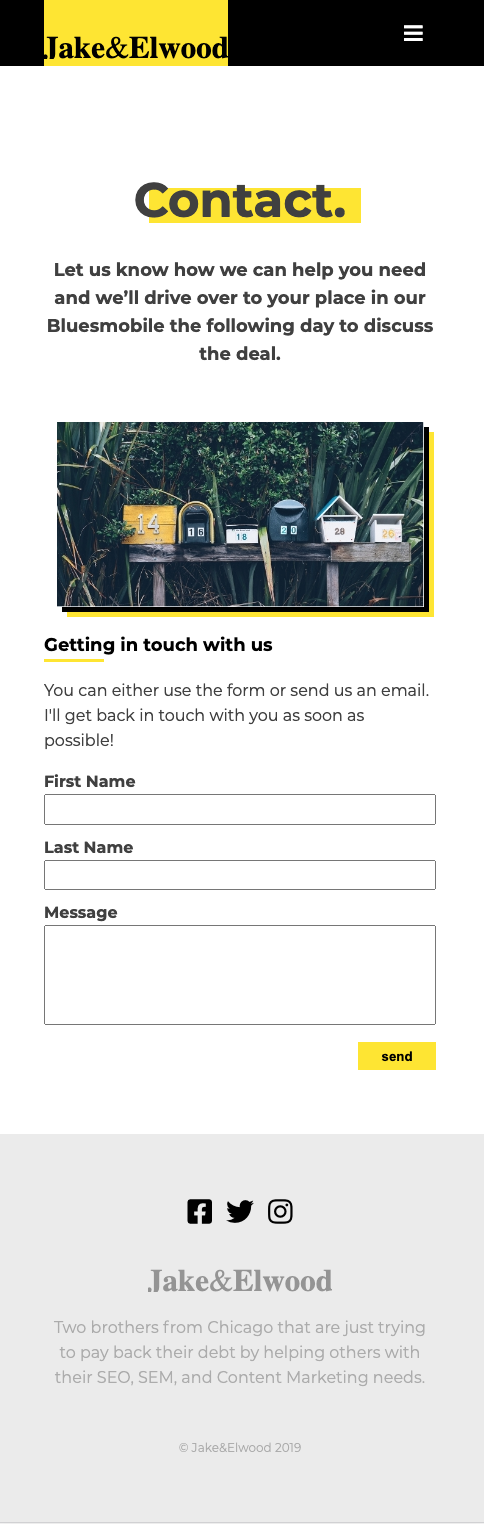 Jake&Elwood
Contact.
Let us know how we can help you need
and we’ll drive over to your place in our
Bluesmobile the following day to discuss
the deal.
14
16
18
20
28
26
Getting in touch with us
You can either use the form or send us an email.
I'll get back in touch with you as soon as
possible!
First Name
Last Name
Message
send
Jake&Elwood
Two brothers from Chicago that are just trying
to pay back their debt by helping others with
their SEO, SEM, and Content Marketing needs.
© Jake&Elwood 2019